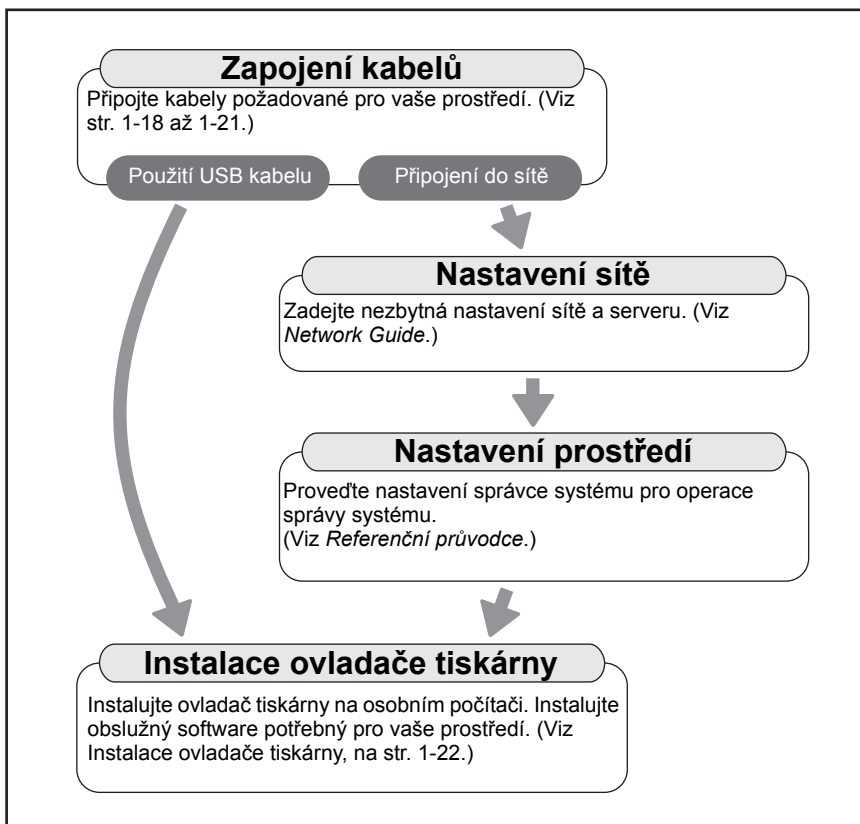 Zapojení kabelů
Připojte kabely požadované pro vaše prostředí. (Viz
str. 1-18 až 1-21.)
Použití USB kabelu
Připojení do sítě
Nastavení sítě
Zadejte nezbytná nastavení sítě a serveru. (Viz
Network Guide.)
Nastavení prostředí
Proveďte nastavení správce systému pro operace
správy systému.
(Viz Referenční průvodce.)
Instalace ovladače tiskárny
Instalujte ovladač tiskárny na osobním počítači. Instalujte
obslužný software potřebný pro vaše prostředí. (Viz
Instalace ovladače tiskárny, na str. 1-22.)